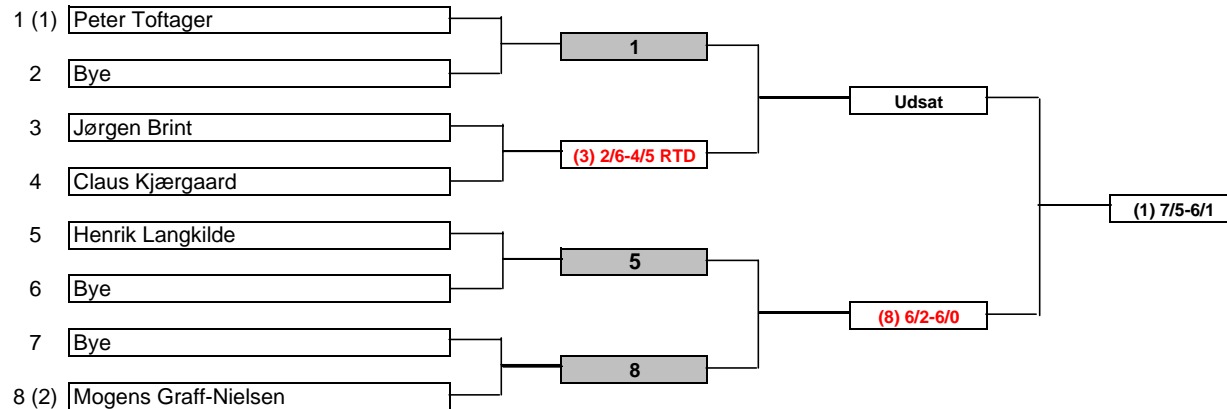 1 (1) Peter Toftager
1
2 Bye
Udsat
3 Jørgen Brint
(3) 2/6-4/5 RTD
4 Claus Kjærgaard
(1) 7/5-6/1
5 Henrik Langkilde
5
6 Bye
(8) 6/2-6/0
7 Bye
8
8 (2) Mogens Graff-Nielsen